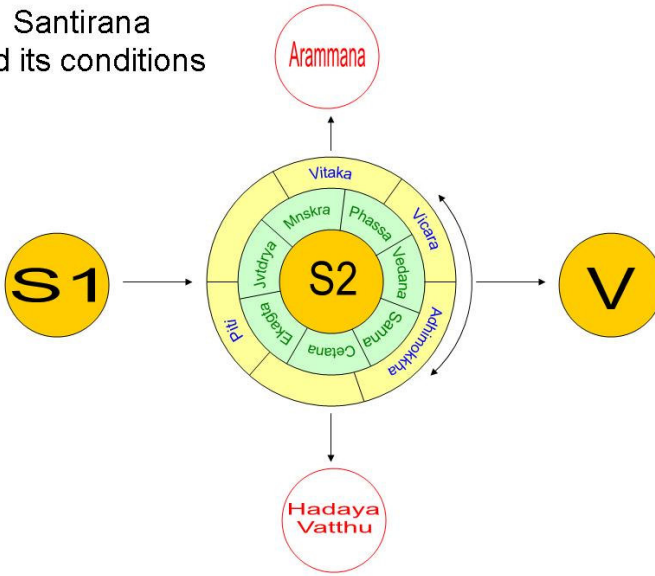 Santirana
d its conditions
Arammana
Vitaka
Vicara
Adhimokkha
Piti
Mnskra
Phassa
Vedana
Sanna
Cetana
Ekagta
Jvtdrya
S1
S2
V
Hadaya
Vatthu